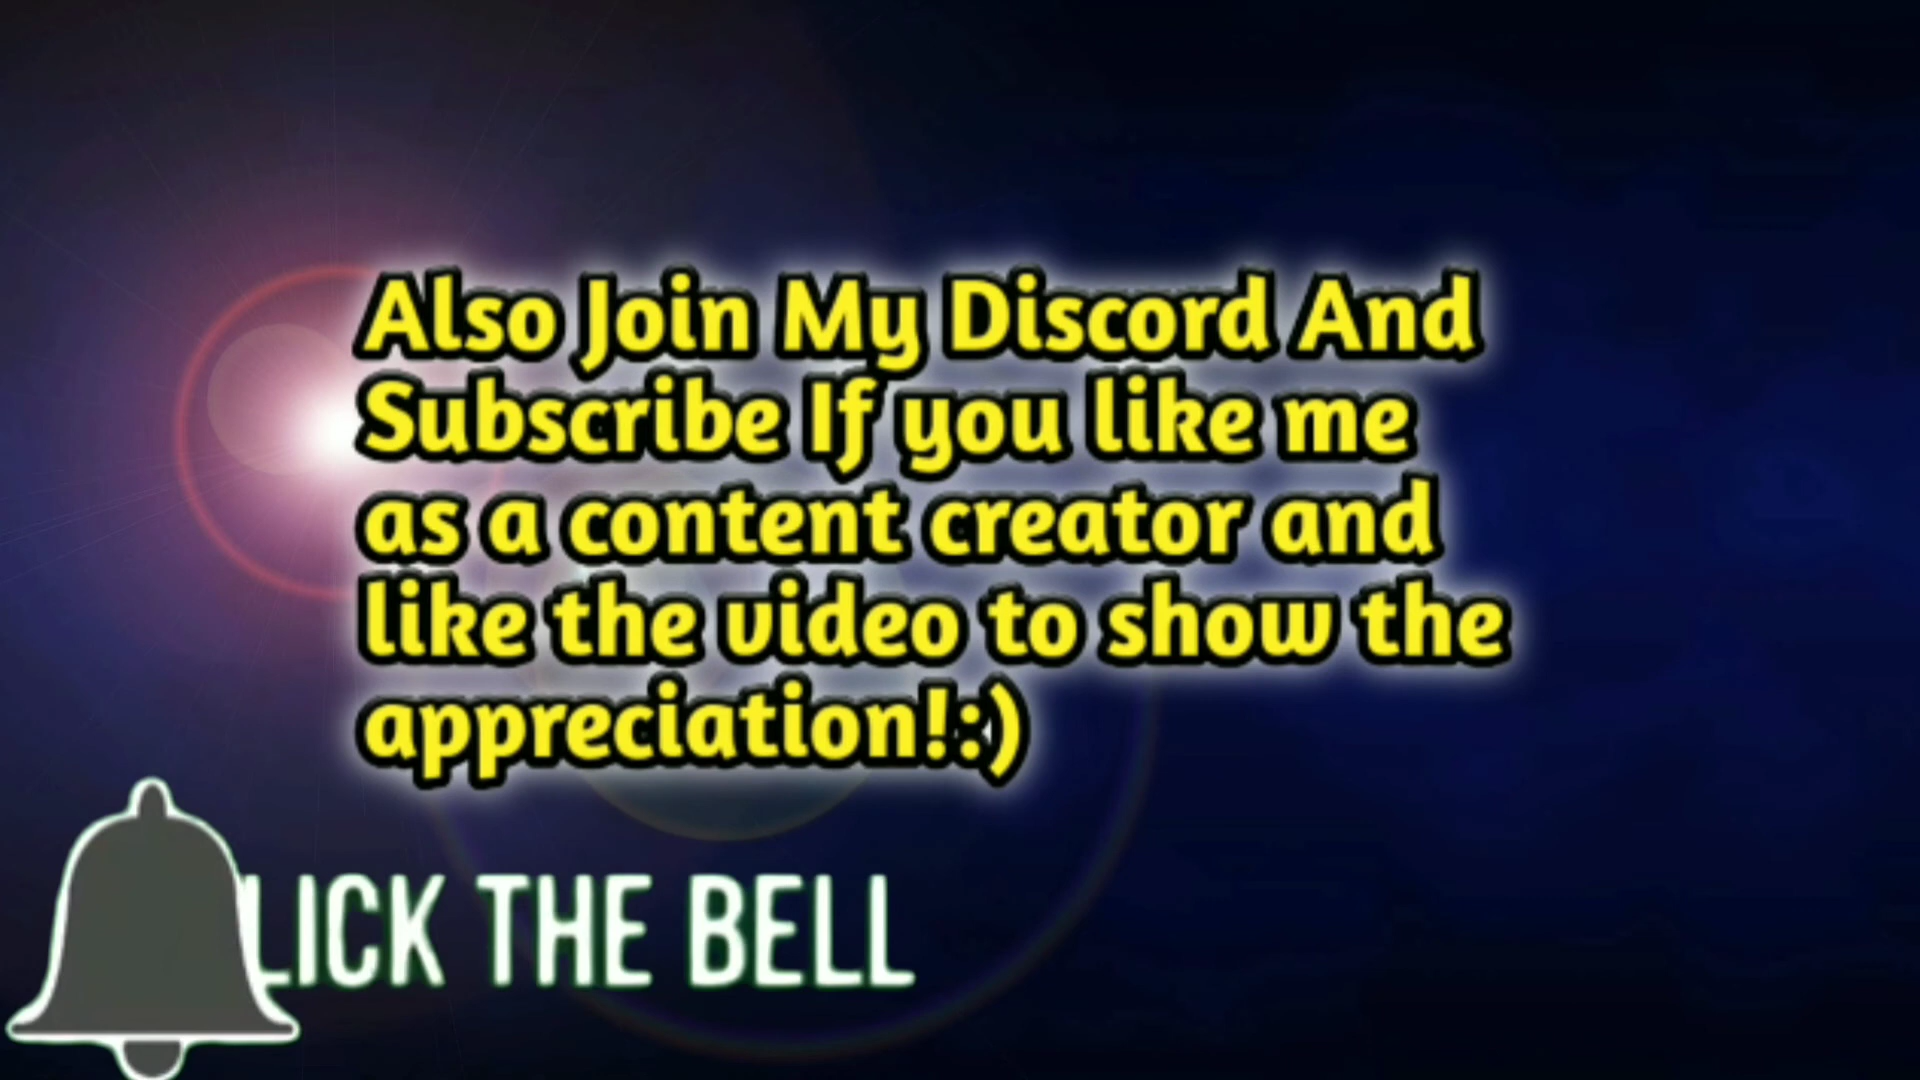 Also Join My Discord And
Subscribe If you like me
as a content creator and
like the video to show the
appreciation!:)
LICK THE BELL